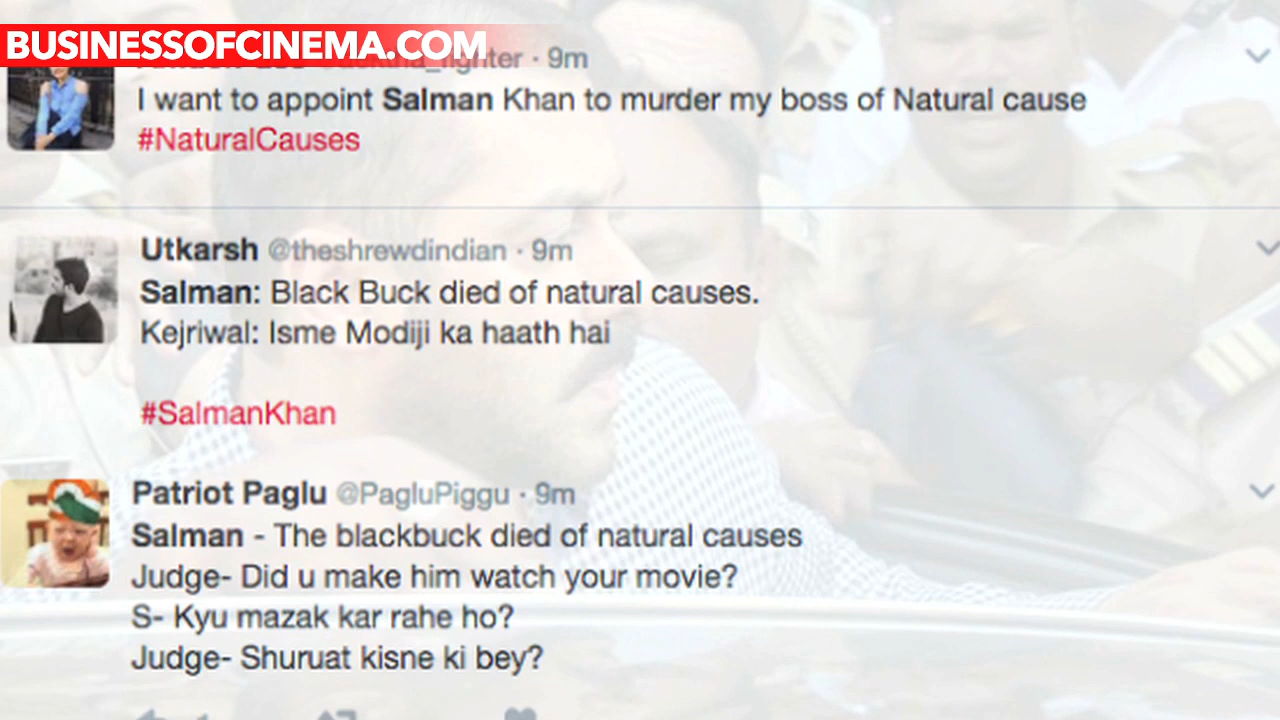 BUSINESSOFCINEMA.COM
· 9m
I want to appoint Salman Khan to murder my boss of Natural cause
#NaturalCauses
Utkarsh @theshrewdindian · 9m
Salman: Black Buck died of natural causes.
Kejriwal: Isme Modiji ka haath hai
#SalmanKhan
Patriot Paglu @PagluPiggu · 9m
Salman - The blackbuck died of natural causes
Judge- Did u make him watch your movie?
S- Kyu mazak kar rahe ho?
Judge- Shuruat kisne ki bey?